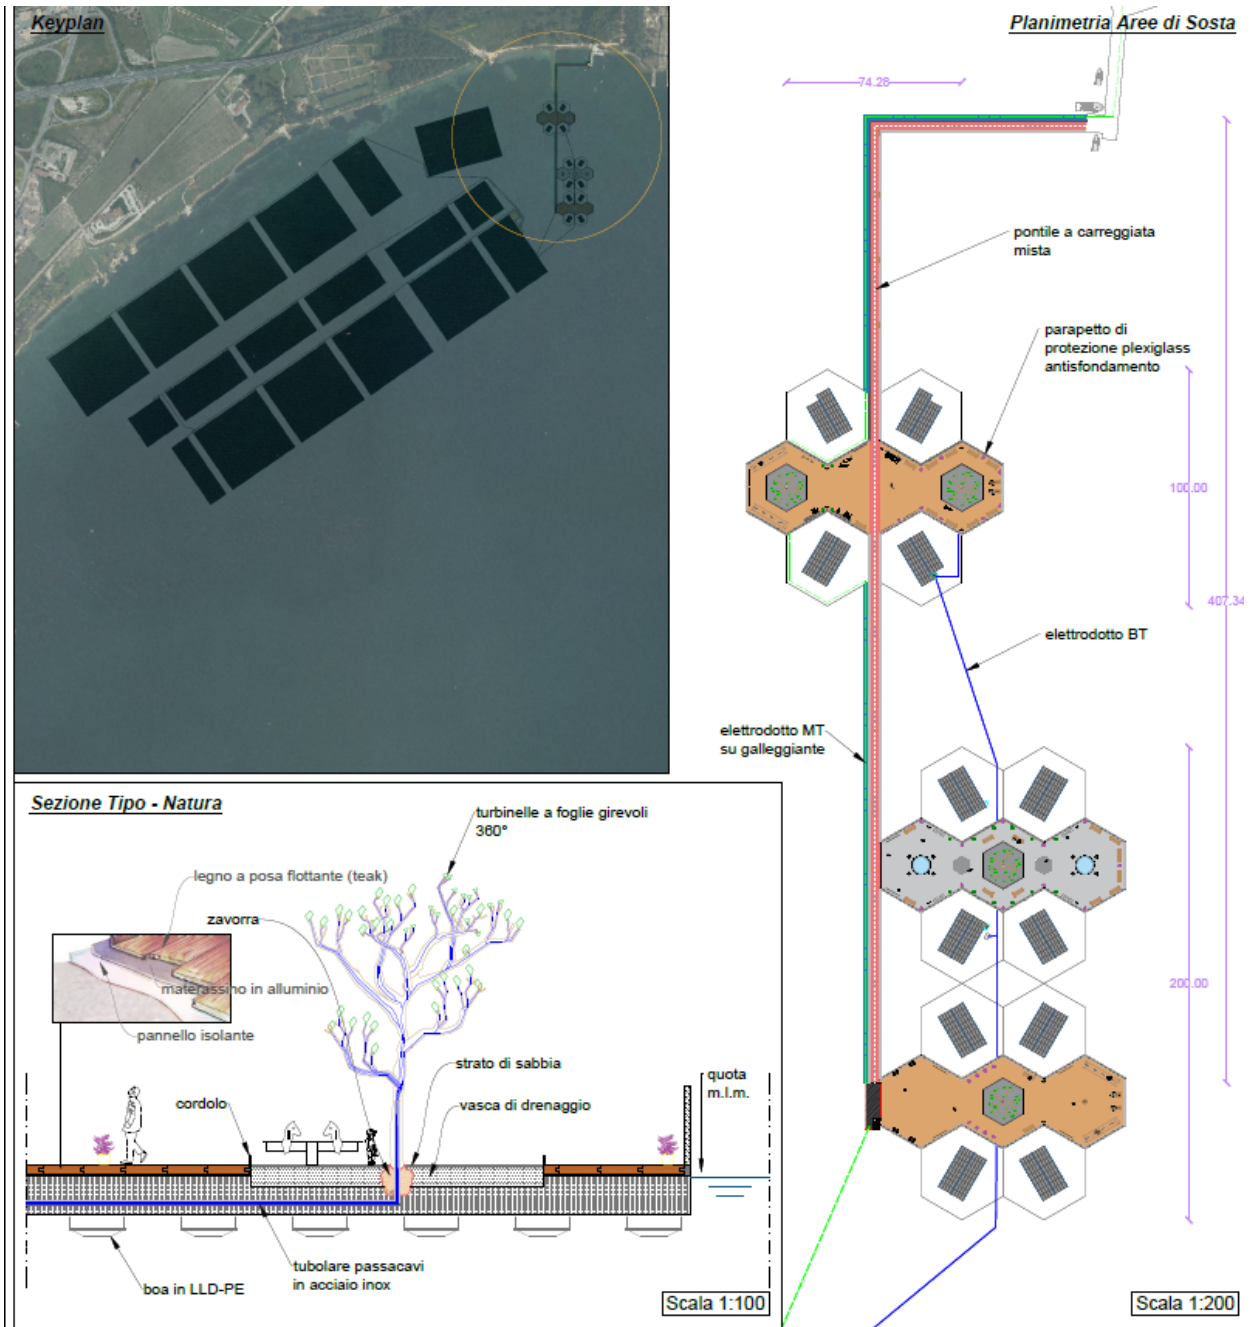 Keyplan
Planimetria Aree di Sosta
74.28
pontile a carreggiata
mista
parapetto di
protezione plexiglass
antisfondamento
100.00
407.34
elettrodotto BT
elettrodotto MT
su galleggiante
200.00
Scala 1:200
Sezione Tipo - Natura
turbinelle a foglie girevoli
360°
legno a posa flottante (teak)
zavorra
materassino in alluminio
pannello isolante
strato di sabbia
quota
m.l.m.
cordolo
vasca di drenaggio
tubolare passacavi
in acciaio inox
boa in LLD-PE
Scala 1:100